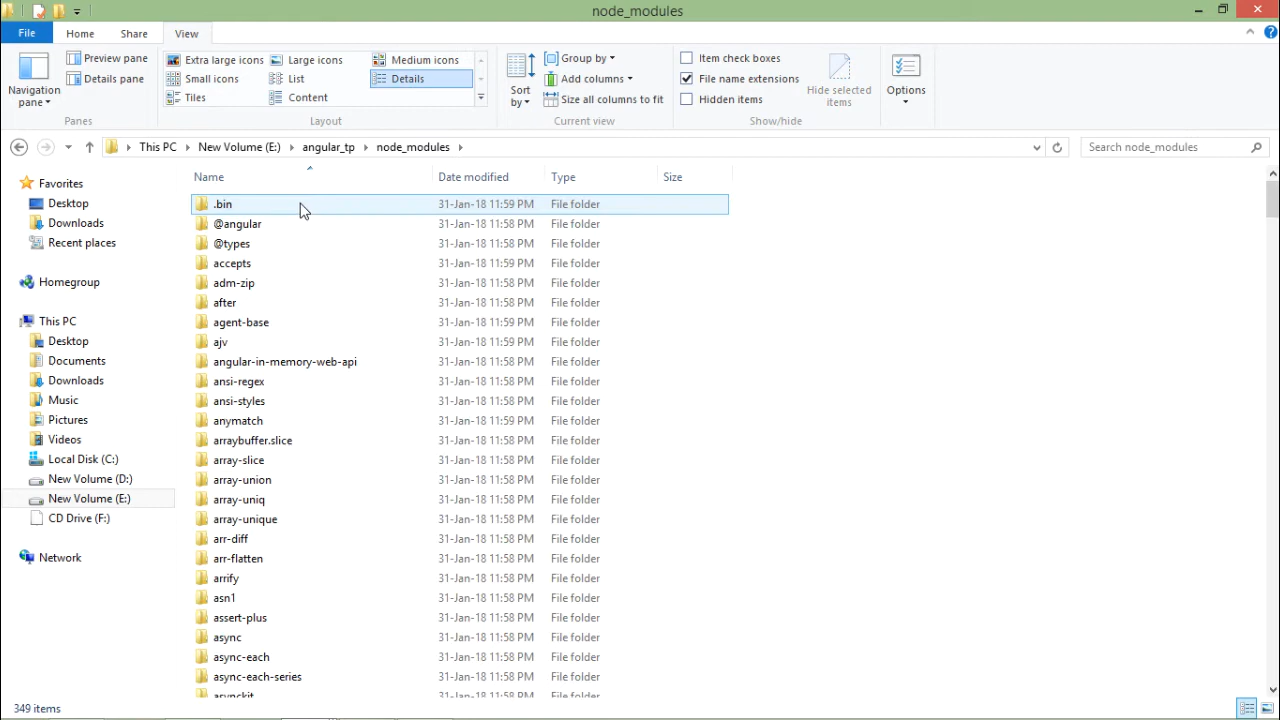 node_modules
File Home Share View
Navigation pane
Preview pane
Details pane
Panes
Extra large icons Large icons Medium icons
Small icons List Details
Tiles Content
Layout
Sort by
Group by
Add columns
Size all columns to fit
Current view
Item check boxes
File name extensions
Hidden items
Hide selected items
Show/hide
Options
This PC New Volume (E:) angular_tp node_modules
Search node_modules
Favorites
Desktop
Downloads
Recent places
Homegroup
This PC
Desktop
Documents
Downloads
Music
Pictures
Videos
Local Disk (C:)
New Volume (D:)
New Volume (E:)
CD Drive (F:)
Network
Name Date modified Type Size
.bin 31-Jan-18 11:59 PM File folder
@angular 31-Jan-18 11:58 PM File folder
@types 31-Jan-18 11:58 PM File folder
accepts 31-Jan-18 11:59 PM File folder
adm-zip 31-Jan-18 11:58 PM File folder
after 31-Jan-18 11:58 PM File folder
agent-base 31-Jan-18 11:59 PM File folder
ajv 31-Jan-18 11:59 PM File folder
angular-in-memory-web-api 31-Jan-18 11:58 PM File folder
ansi-regex 31-Jan-18 11:58 PM File folder
ansi-styles 31-Jan-18 11:58 PM File folder
anymatch 31-Jan-18 11:59 PM File folder
arraybuffer.slice 31-Jan-18 11:58 PM File folder
array-slice 31-Jan-18 11:58 PM File folder
array-union 31-Jan-18 11:58 PM File folder
array-uniq 31-Jan-18 11:58 PM File folder
array-unique 31-Jan-18 11:58 PM File folder
arr-diff 31-Jan-18 11:58 PM File folder
arr-flatten 31-Jan-18 11:58 PM File folder
arrify 31-Jan-18 11:58 PM File folder
asn1 31-Jan-18 11:58 PM File folder
assert-plus 31-Jan-18 11:58 PM File folder
async 31-Jan-18 11:58 PM File folder
async-each 31-Jan-18 11:58 PM File folder
async-each-series 31-Jan-18 11:58 PM File folder
asynckit 31-Jan-18 11:58 PM File folder
349 items